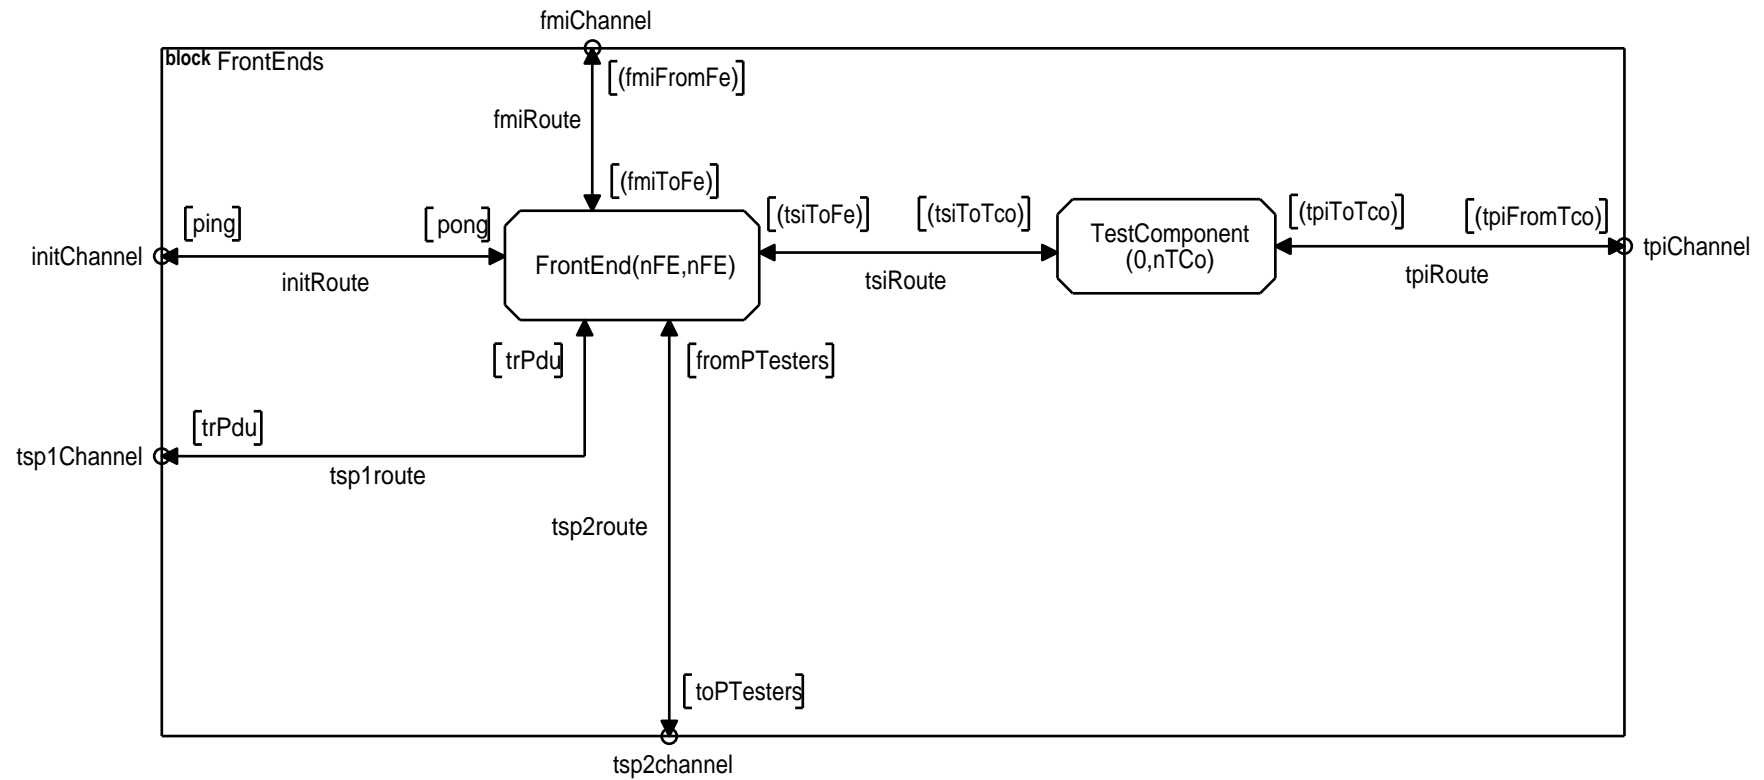 fmiChannel
block FrontEnds
[(fmiFromFe)]
fmiRoute
[(fmiToFe)]
[ping]
[pong]
[(tsiToFe)]
[(tsiToTco)]
[(tpiToTco)]
[(tpiFromTco)]
initChannel
initRoute
FrontEnd(nFE,nFE)
tsiRoute
TestComponent
(0,nTCo)
tpiRoute
tpiChannel
[trPdu]
[fromPTesters]
[trPdu]
tsp1Channel
tsp1route
tsp2route
[toPTesters]
tsp2channel